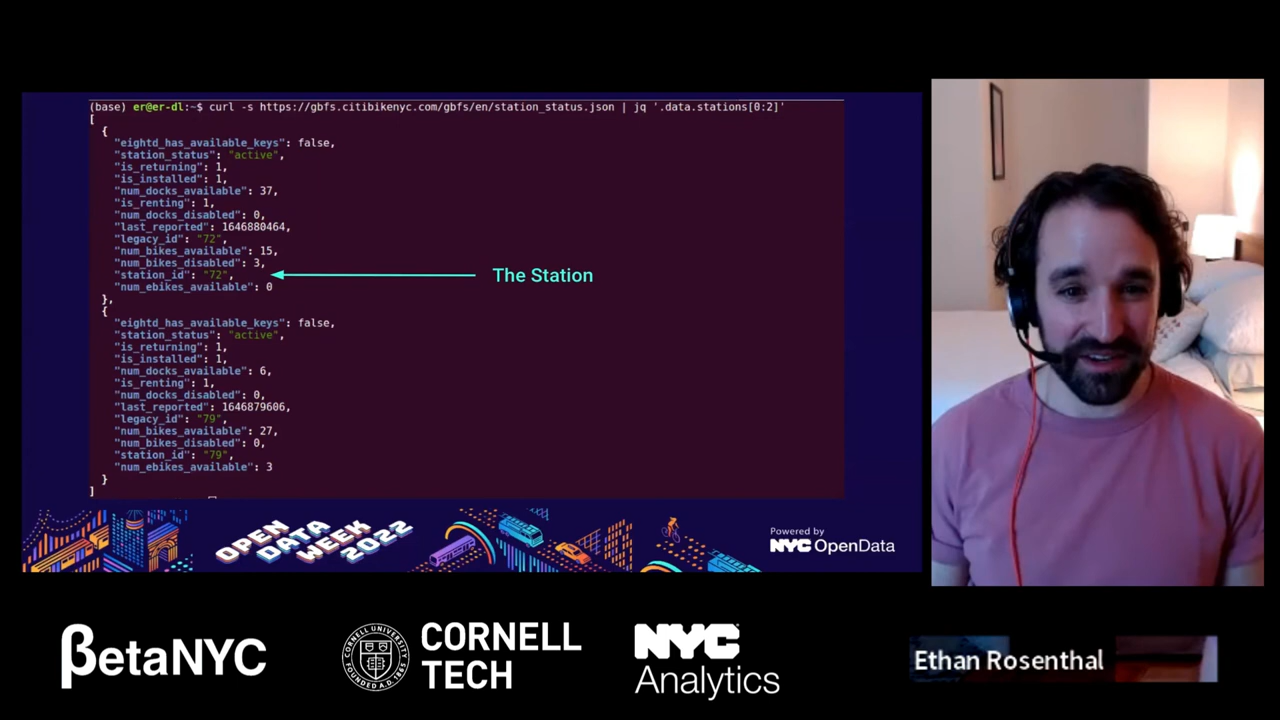 (base) er@er-dl:~$ curl -s https://gbfs.citibikenyc.com/gbfs/en/station_status.json | jq '.data.stations[0:2]'
[
{
"eightd_has_available_keys": false,
"station_status": "active",
"is_returning": 1,
"is_installed": 1,
"num_docks_available": 37,
"is_renting": 1,
"num_docks_disabled": 0,
"last_reported": 1646880464,
"legacy_id": "72",
"num_bikes_available": 15,
"num_bikes_disabled": 3,
"station_id": "72",
The Station
"num_ebikes_available": 0
},
{
"eightd_has_available_keys": false,
"station_status": "active",
"is_returning": 1,
"is_installed": 1,
"num_docks_available": 6,
"is_renting": 1,
"num_docks_disabled": 0,
"last_reported": 1646879606,
"legacy_id": "79",
"num_bikes_available": 27,
"num_bikes_disabled": 0,
"station_id": "79",
"num_ebikes_available": 3
}
]
OPEN
DATA
WEEK
2022
Powered by
NYC OpenData
βetaNYC
CORNELL UNIVERSITY
FOUNDED A.D. 1865
CORNELL
TECH
NYC
Analytics
Ethan Rosenthal